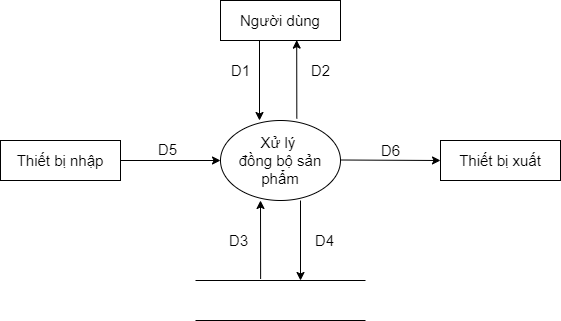 Người dùng
D1
D2
Xử lý
đồng bộ sản
phẩm
Thiết bị nhập
D5
D6
Thiết bị xuất
D3
D4